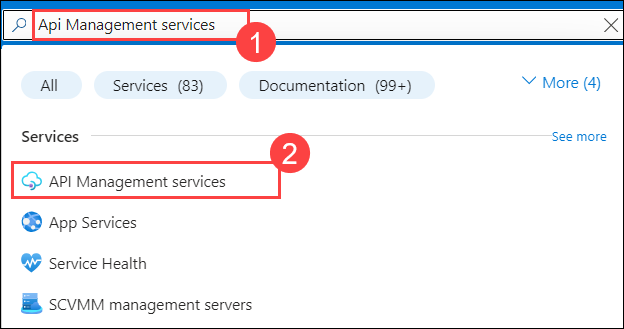 Api Management services
1
All Services (83) Documentation (99+) More (4)
Services See more
2
API Management services
App Services
Service Health
SCVMM management servers